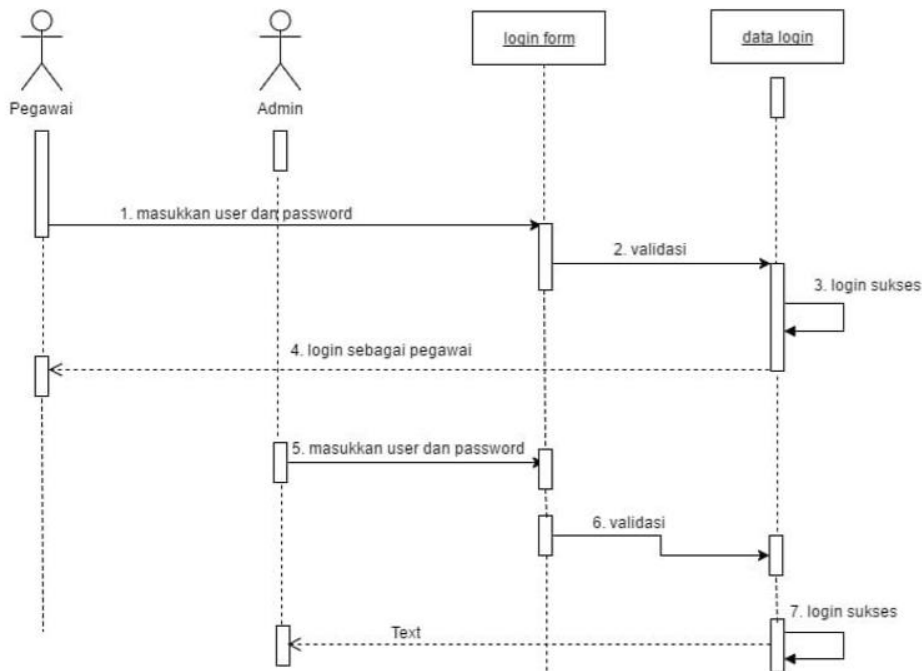 login form
data login
Pegawai
Admin
1. masukkan user dan password
2. validasi
3. login sukses
4. login sebagai pegawai
5. masukkan user dan password
6. validasi
7. login sukses
Text